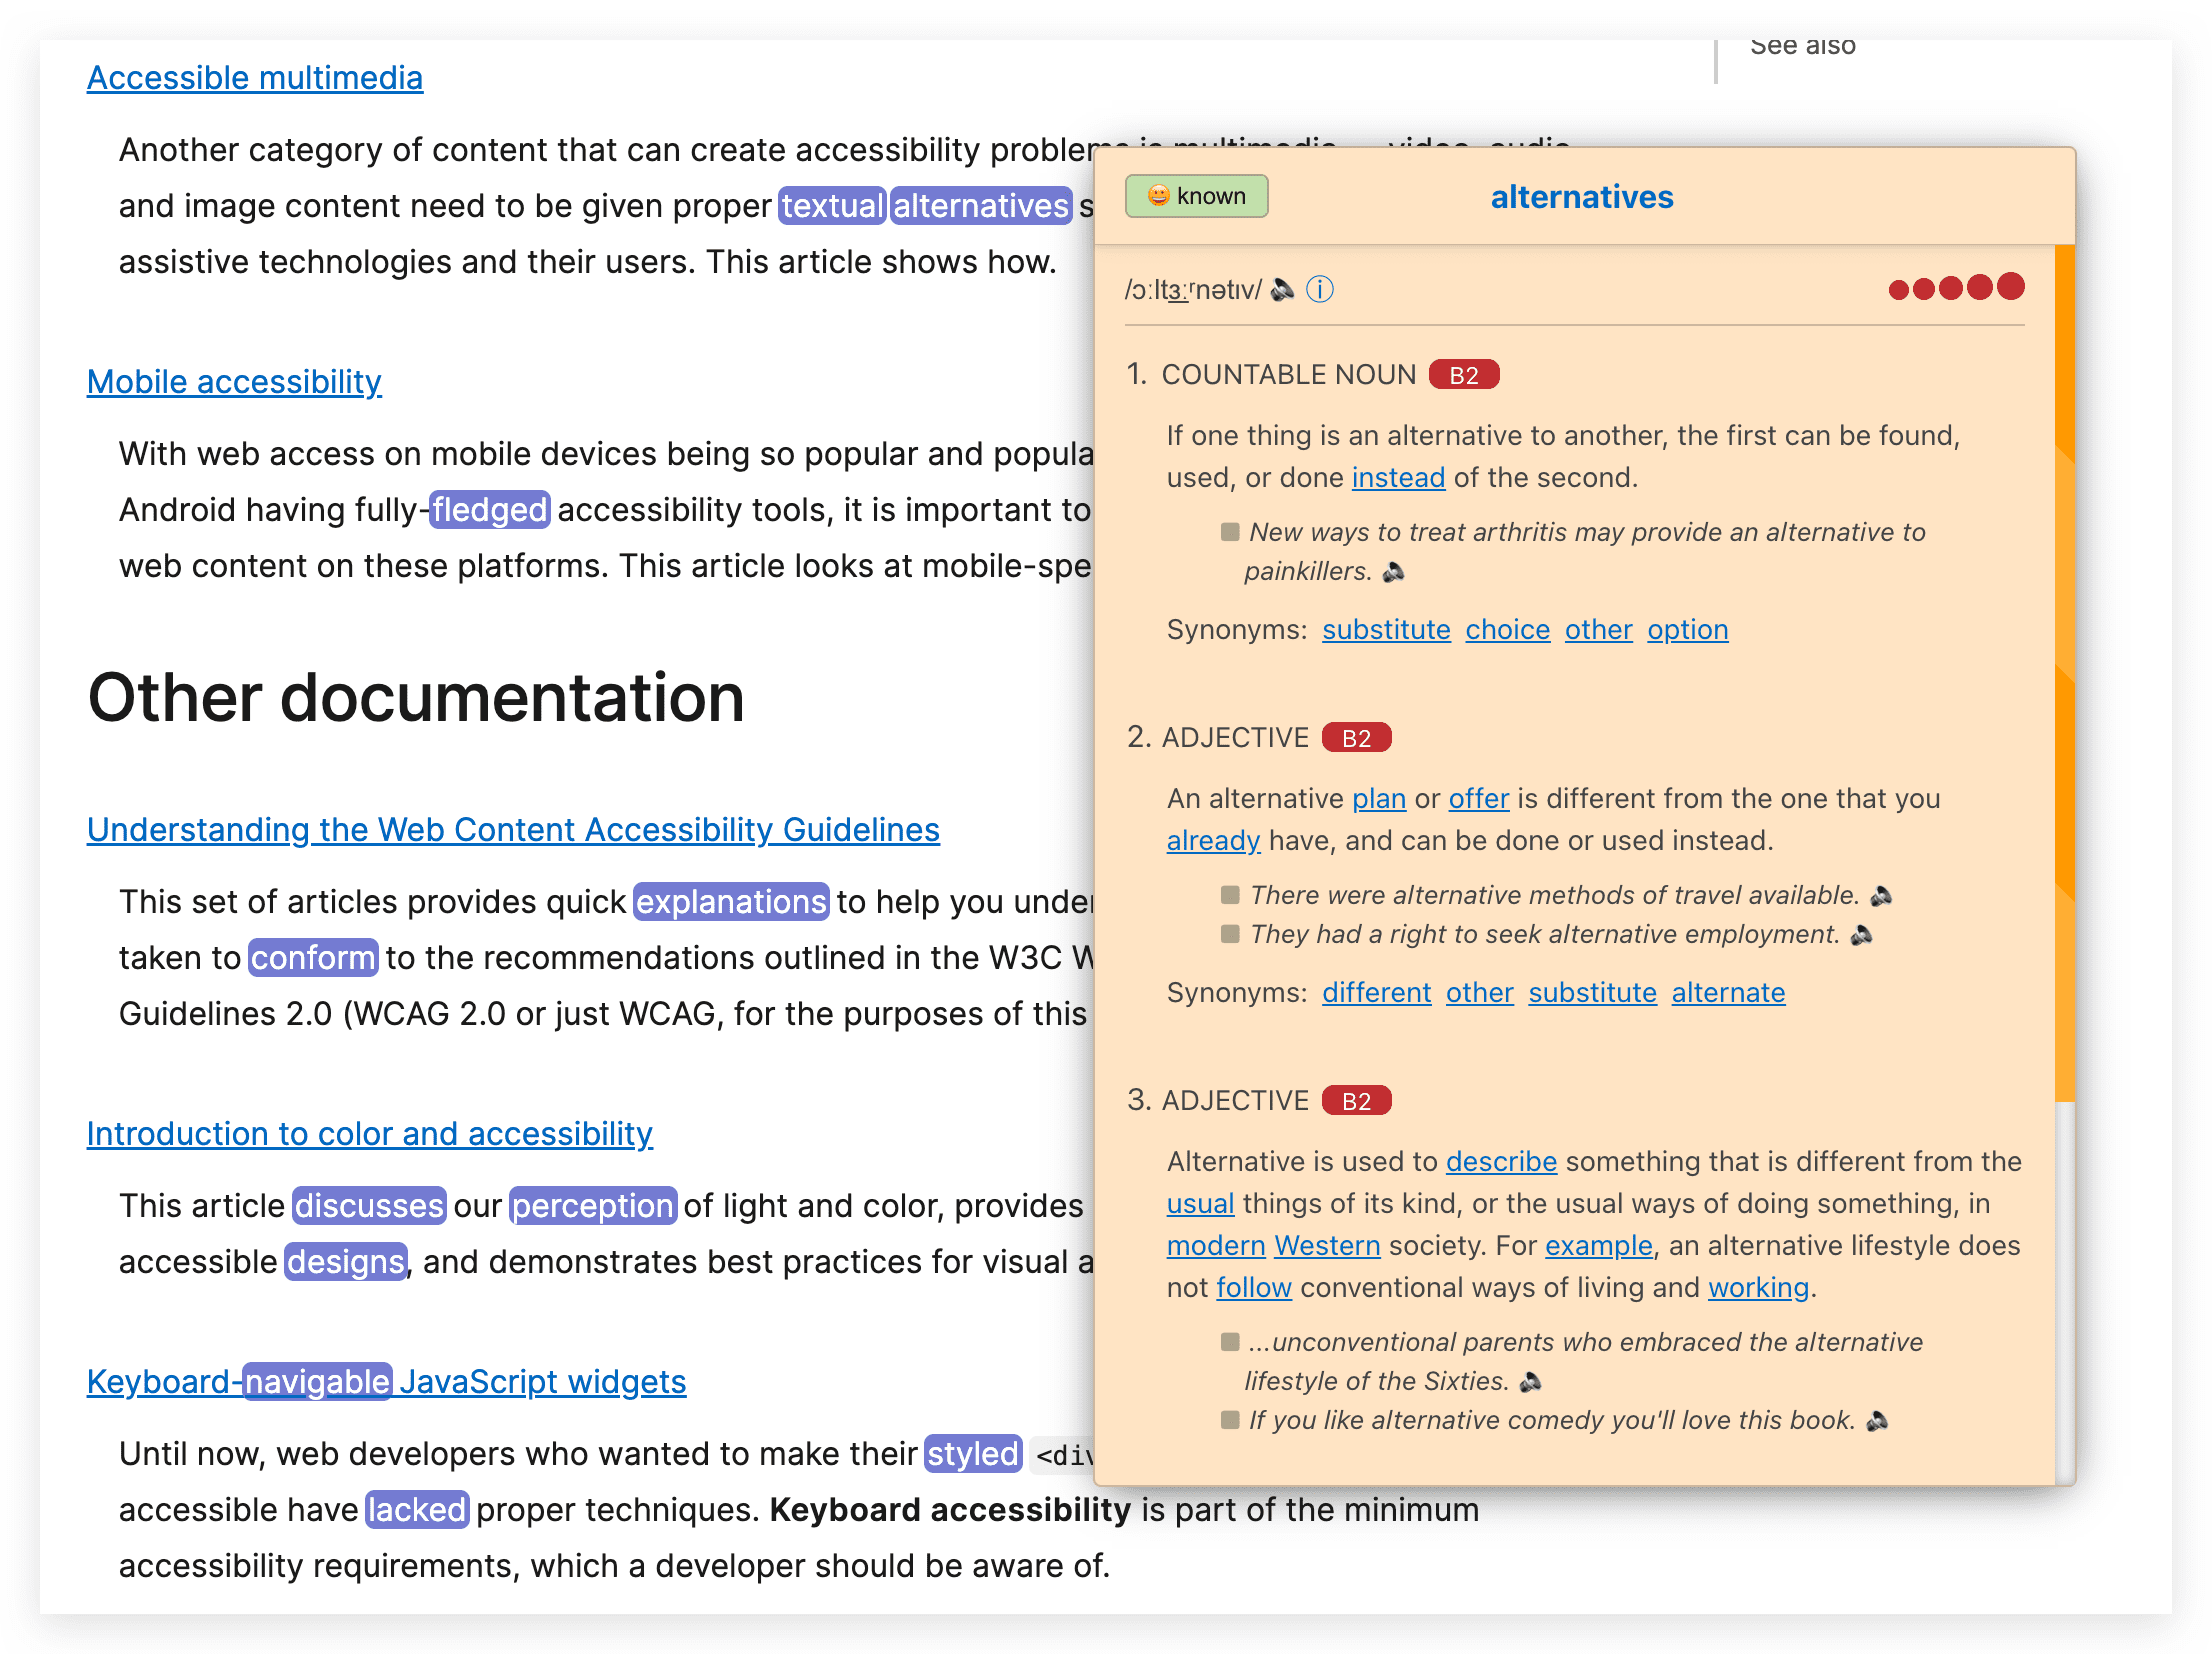 See also
Accessible multimedia
Another category of content that can create accessibility problems is multimedia — video, audio
and image content need to be given proper textual alternatives s
assistive technologies and their users. This article shows how.
Mobile accessibility
With web access on mobile devices being so popular and popula
Android having fully-fledged accessibility tools, it is important to
web content on these platforms. This article looks at mobile-spe
Other documentation
Understanding the Web Content Accessibility Guidelines
This set of articles provides quick explanations to help you under
taken to conform to the recommendations outlined in the W3C W
Guidelines 2.0 (WCAG 2.0 or just WCAG, for the purposes of this
Introduction to color and accessibility
This article discusses our perception of light and color, provides
accessible designs, and demonstrates best practices for visual a
Keyboard-navigable JavaScript widgets
Until now, web developers who wanted to make their styled <div
accessible have lacked proper techniques. Keyboard accessibility is part of the minimum
accessibility requirements, which a developer should be aware of.
😀 known
alternatives
/ɔːltɜːʳnətɪv/
1. COUNTABLE NOUN B2
If one thing is an alternative to another, the first can be found,
used, or done instead of the second.
New ways to treat arthritis may provide an alternative to
painkillers.
Synonyms: substitute choice other option
2. ADJECTIVE B2
An alternative plan or offer is different from the one that you
already have, and can be done or used instead.
There were alternative methods of travel available.
They had a right to seek alternative employment.
Synonyms: different other substitute alternate
3. ADJECTIVE B2
Alternative is used to describe something that is different from the
usual things of its kind, or the usual ways of doing something, in
modern Western society. For example, an alternative lifestyle does
not follow conventional ways of living and working.
...unconventional parents who embraced the alternative
lifestyle of the Sixties.
If you like alternative comedy you'll love this book.